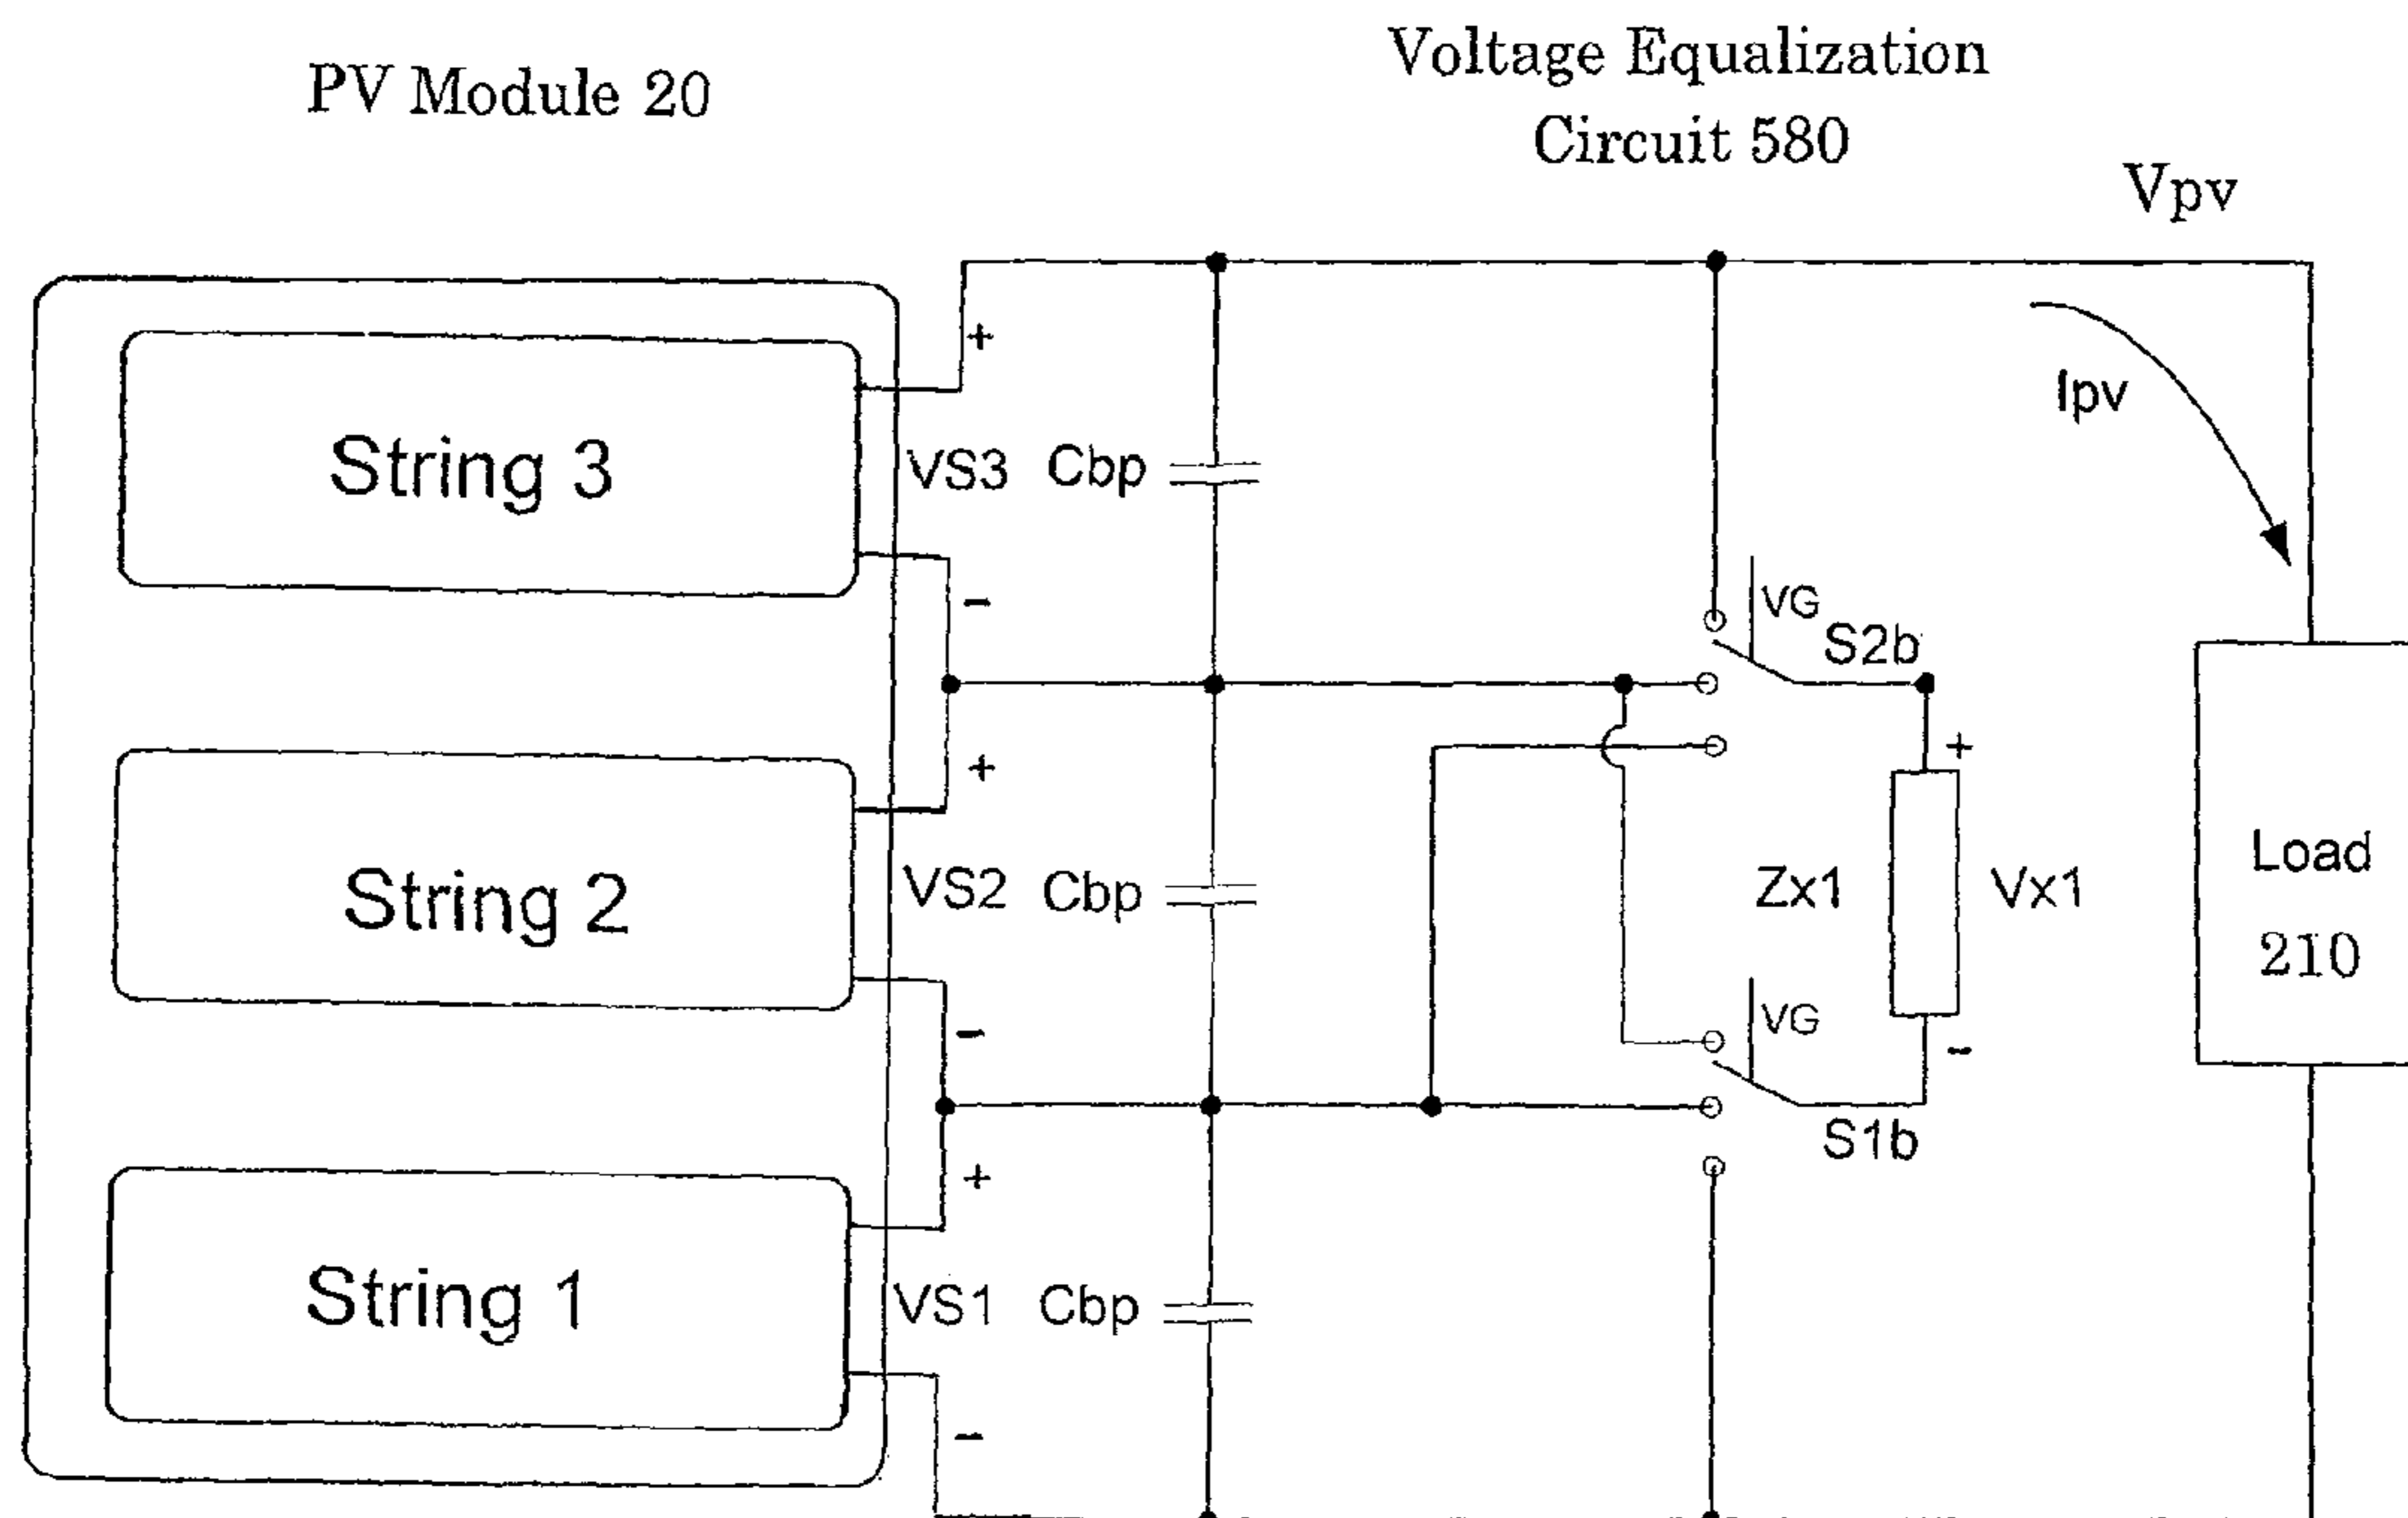 PV Module 20
Voltage Equalization
Circuit 580
Vpv
+
String 3
VS3
Cbp
Ipv
−
VG
S2b
+
String 2
VS2
Cbp
+
Zx1
Vx1
Load
210
−
VG
−
S1b
+
String 1
VS1
Cbp
−